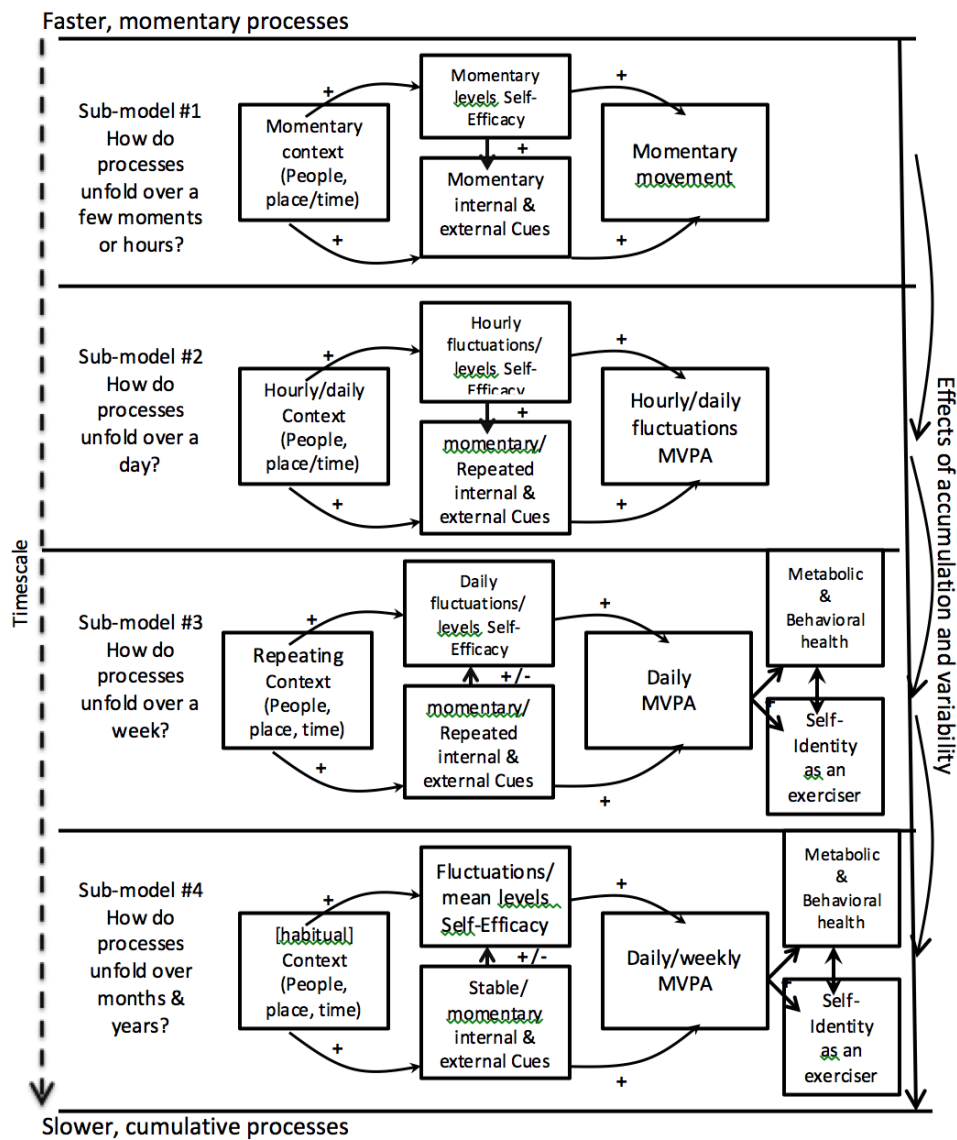 Faster, momentary processes
Sub-model #1
How do
processes
unfold over a
few moments
or hours?
Momentary
context
(People,
place/time)
+
Momentary
levels Self-
Efficacy
+
+
Momentary
internal &
external Cues
+
+
Momentary
movement
Sub-model #2
How do
processes
unfold over a
day?
Hourly/daily
Context
(People,
place/time)
+
Hourly
fluctuations/
levels Self-
Efficacy
+
+
momentary/
Repeated
internal &
external Cues
+
+
Hourly/daily
fluctuations
MVPA
Timescale
Effects of accumulation and variability
Sub-model #3
How do
processes
unfold over a
week?
Repeating
Context
(People,
place, time)
+
Daily
fluctuations/
levels Self-
Efficacy
+
+/-
momentary/
Repeated
internal &
external Cues
+
+
Daily
MVPA
Metabolic
&
Behavioral
health
Self-
Identity
as an
exerciser
Sub-model #4
How do
processes
unfold over
months &
years?
[habitual]
Context
(People,
place, time)
+
Fluctuations/
mean levels
Self-Efficacy
+
+/-
Stable/
momentary
internal &
external Cues
+
+
Daily/weekly
MVPA
Metabolic
&
Behavioral
health
Self-
Identity
as an
exerciser
Slower, cumulative processes